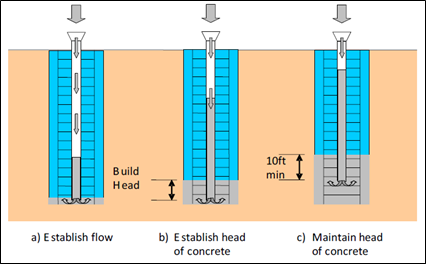 Build
Head
10ft
min
a) Establish flow
b) Establish head
of concrete
c) Maintain head
of concrete